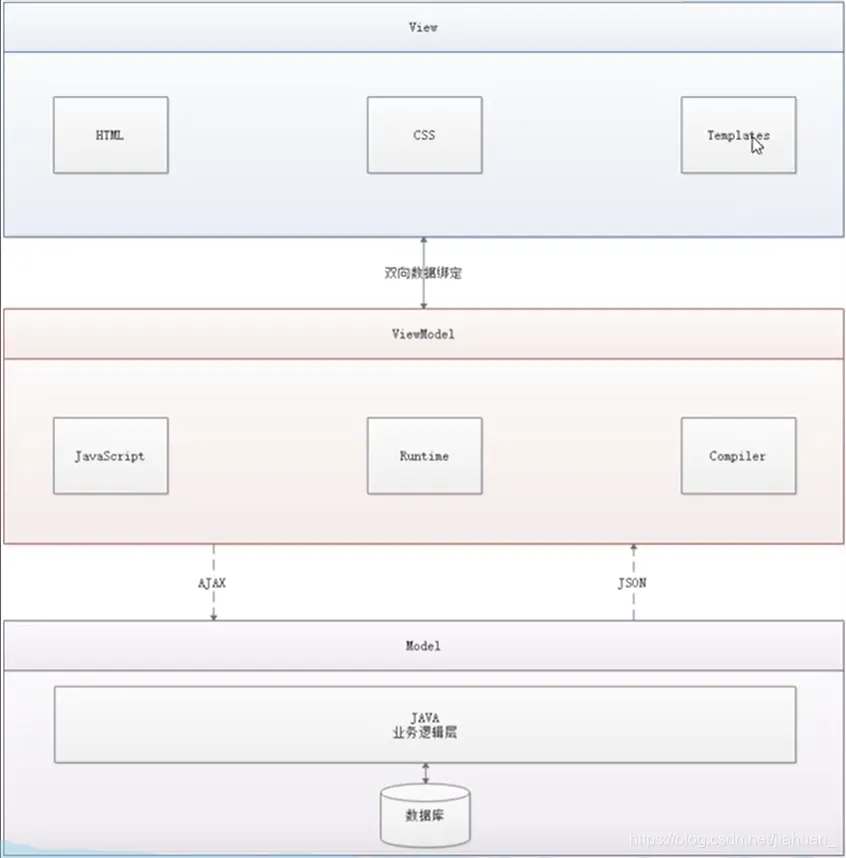 View
HTML
CSS
Templates
双向数据绑定
ViewModel
JavaScript
Runtime
Compiler
AJAX
JSON
Model
JAVA
业务逻辑层
数据库
https://blog.csdn.net/jiahuan_